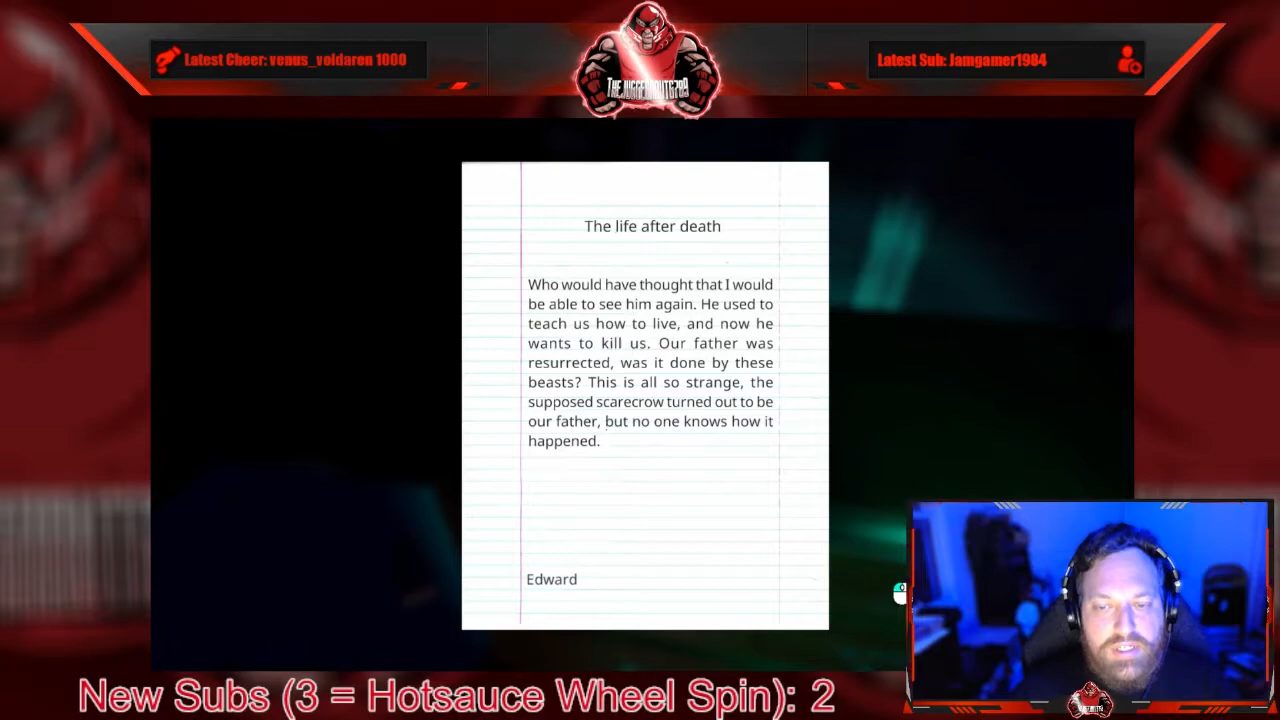 Latest Cheer: venus_voldaren 1000
Latest Sub: Jamgamer1984
The life after death
Who would have thought that I would
be able to see him again. He used to
teach us how to live, and now he
wants to kill us. Our father was
resurrected, was it done by these
beasts? This is all so strange, the
supposed scarecrow turned out to be
our father, but no one knows how it
happened.
Edward
New Subs (3 = Hotsauce Wheel Spin): 2